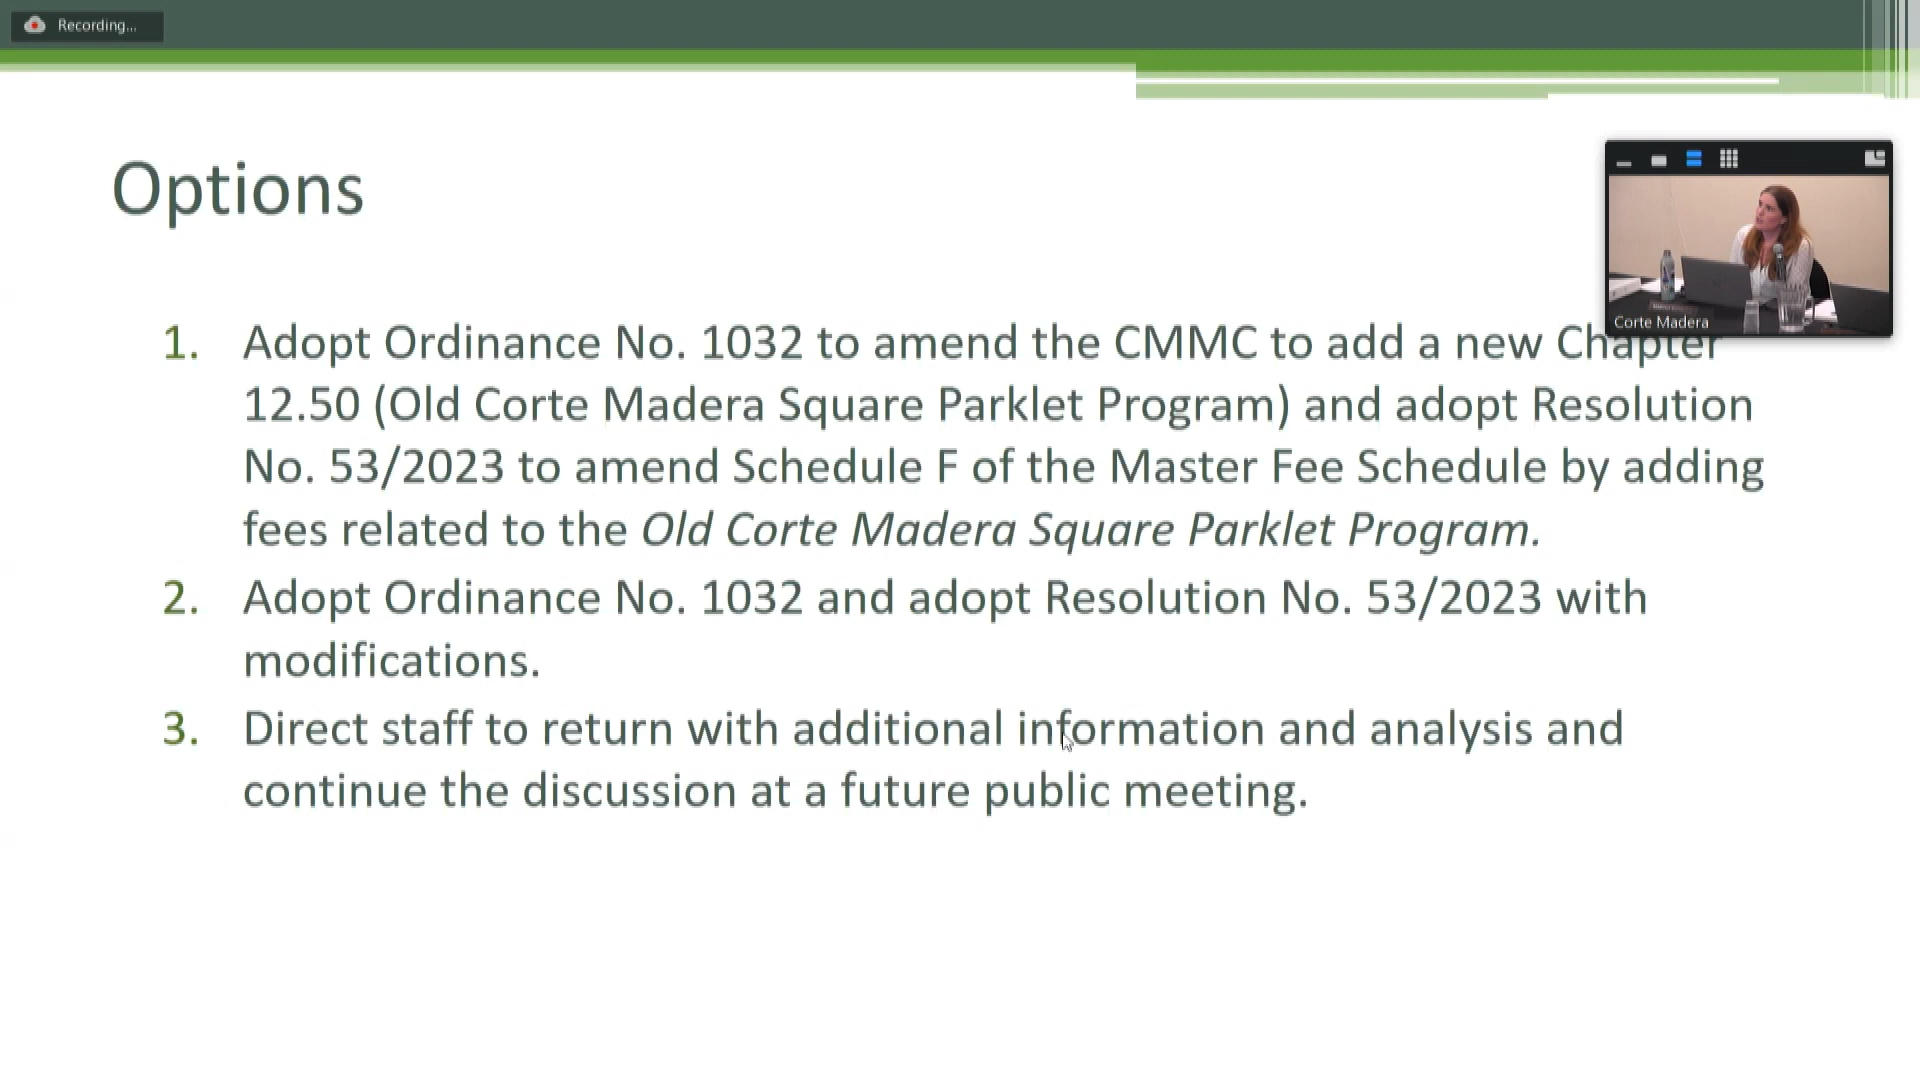 Recording...
Options
1. Adopt Ordinance No. 1032 to amend the CMMC to add a new Chapter
12.50 (Old Corte Madera Square Parklet Program) and adopt Resolution
No. 53/2023 to amend Schedule F of the Master Fee Schedule by adding
fees related to the Old Corte Madera Square Parklet Program.
2. Adopt Ordinance No. 1032 and adopt Resolution No. 53/2023 with
modifications.
3. Direct staff to return with additional information and analysis and
continue the discussion at a future public meeting.
Corte Madera